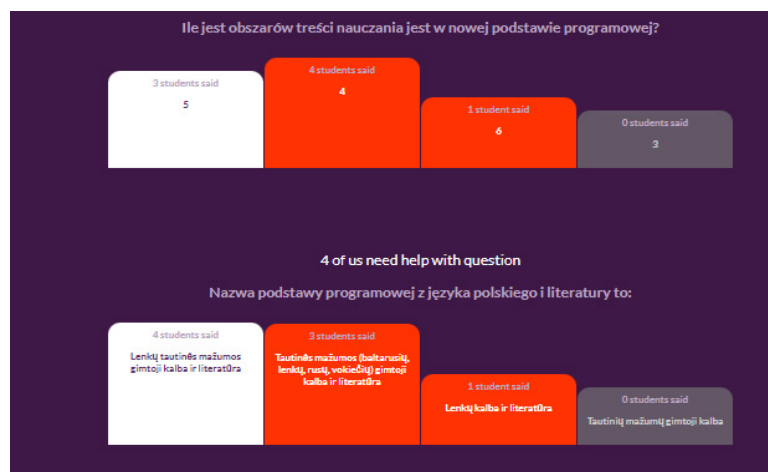 Ile jest obszarów treści nauczania jest w nowej podstawie programowej?
3 students said
5
4 students said
4
1 student said
6
0 students said
3
4 of us need help with question
Nazwa podstawy programowej z języka polskiego i literatury to:
4 students said
Lenkų tautinės mažumos
gimtoji kalba ir literatūra
3 students said
Tautinės mažumos (baltarusių,
lenkų, rusų, vokiečių) gimtoji
kalba ir literatūra
1 student said
Lenkų kalba ir literatūra
0 students said
Tautinių mažumų gimtoji kalba